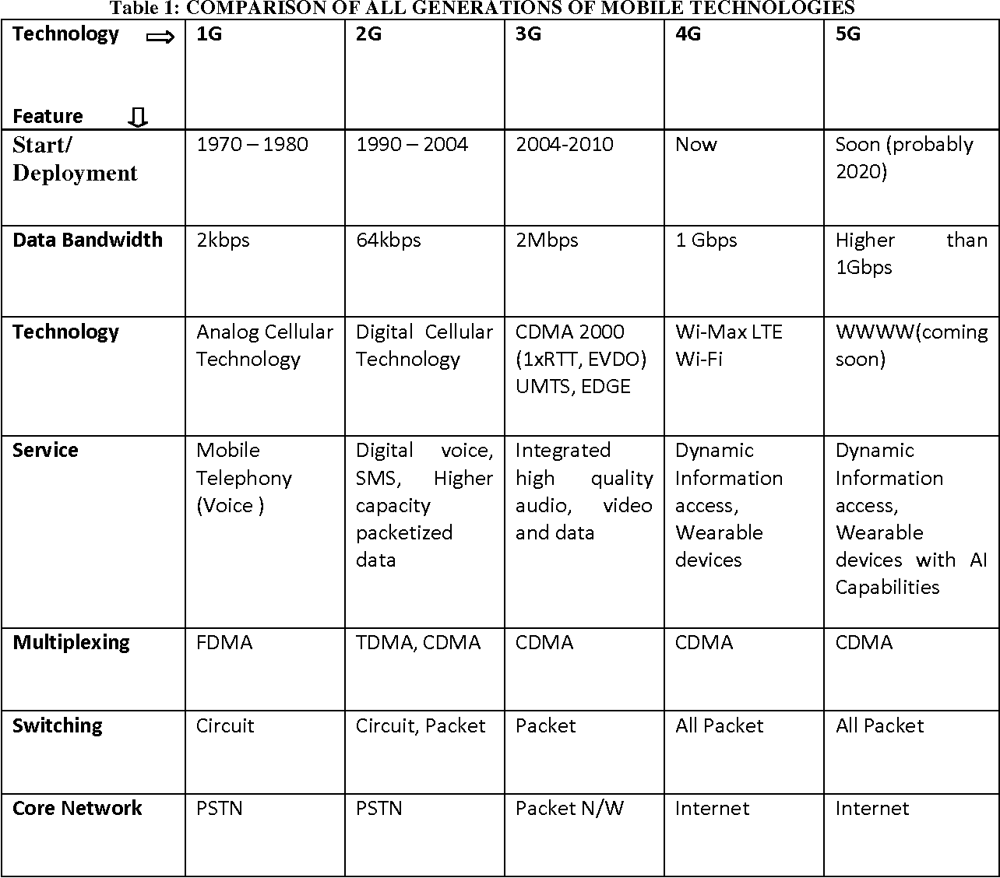 Table 1: COMPARISON OF ALL GENERATIONS OF MOBILE TECHNOLOGIES
Technology 1G 2G 3G 4G 5G
Feature
Start/ 1970 – 1980 1990 – 2004 2004-2010 Now Soon (probably
Deployment 2020)
Data Bandwidth 2kbps 64kbps 2Mbps 1 Gbps Higher than
1Gbps
Technology Analog Cellular Digital Cellular CDMA 2000 Wi-Max LTE WWWW(coming
Technology Technology (1xRTT, EVDO) Wi-Fi soon)
UMTS, EDGE
Service Mobile Digital voice, Integrated Dynamic Dynamic
Telephony SMS, Higher high quality Information Information
(Voice ) capacity audio, video access, access,
packetized and data Wearable Wearable
data devices devices with AI
Capabilities
Multiplexing FDMA TDMA, CDMA CDMA CDMA CDMA
Switching Circuit Circuit, Packet Packet All Packet All Packet
Core Network PSTN PSTN Packet N/W Internet Internet